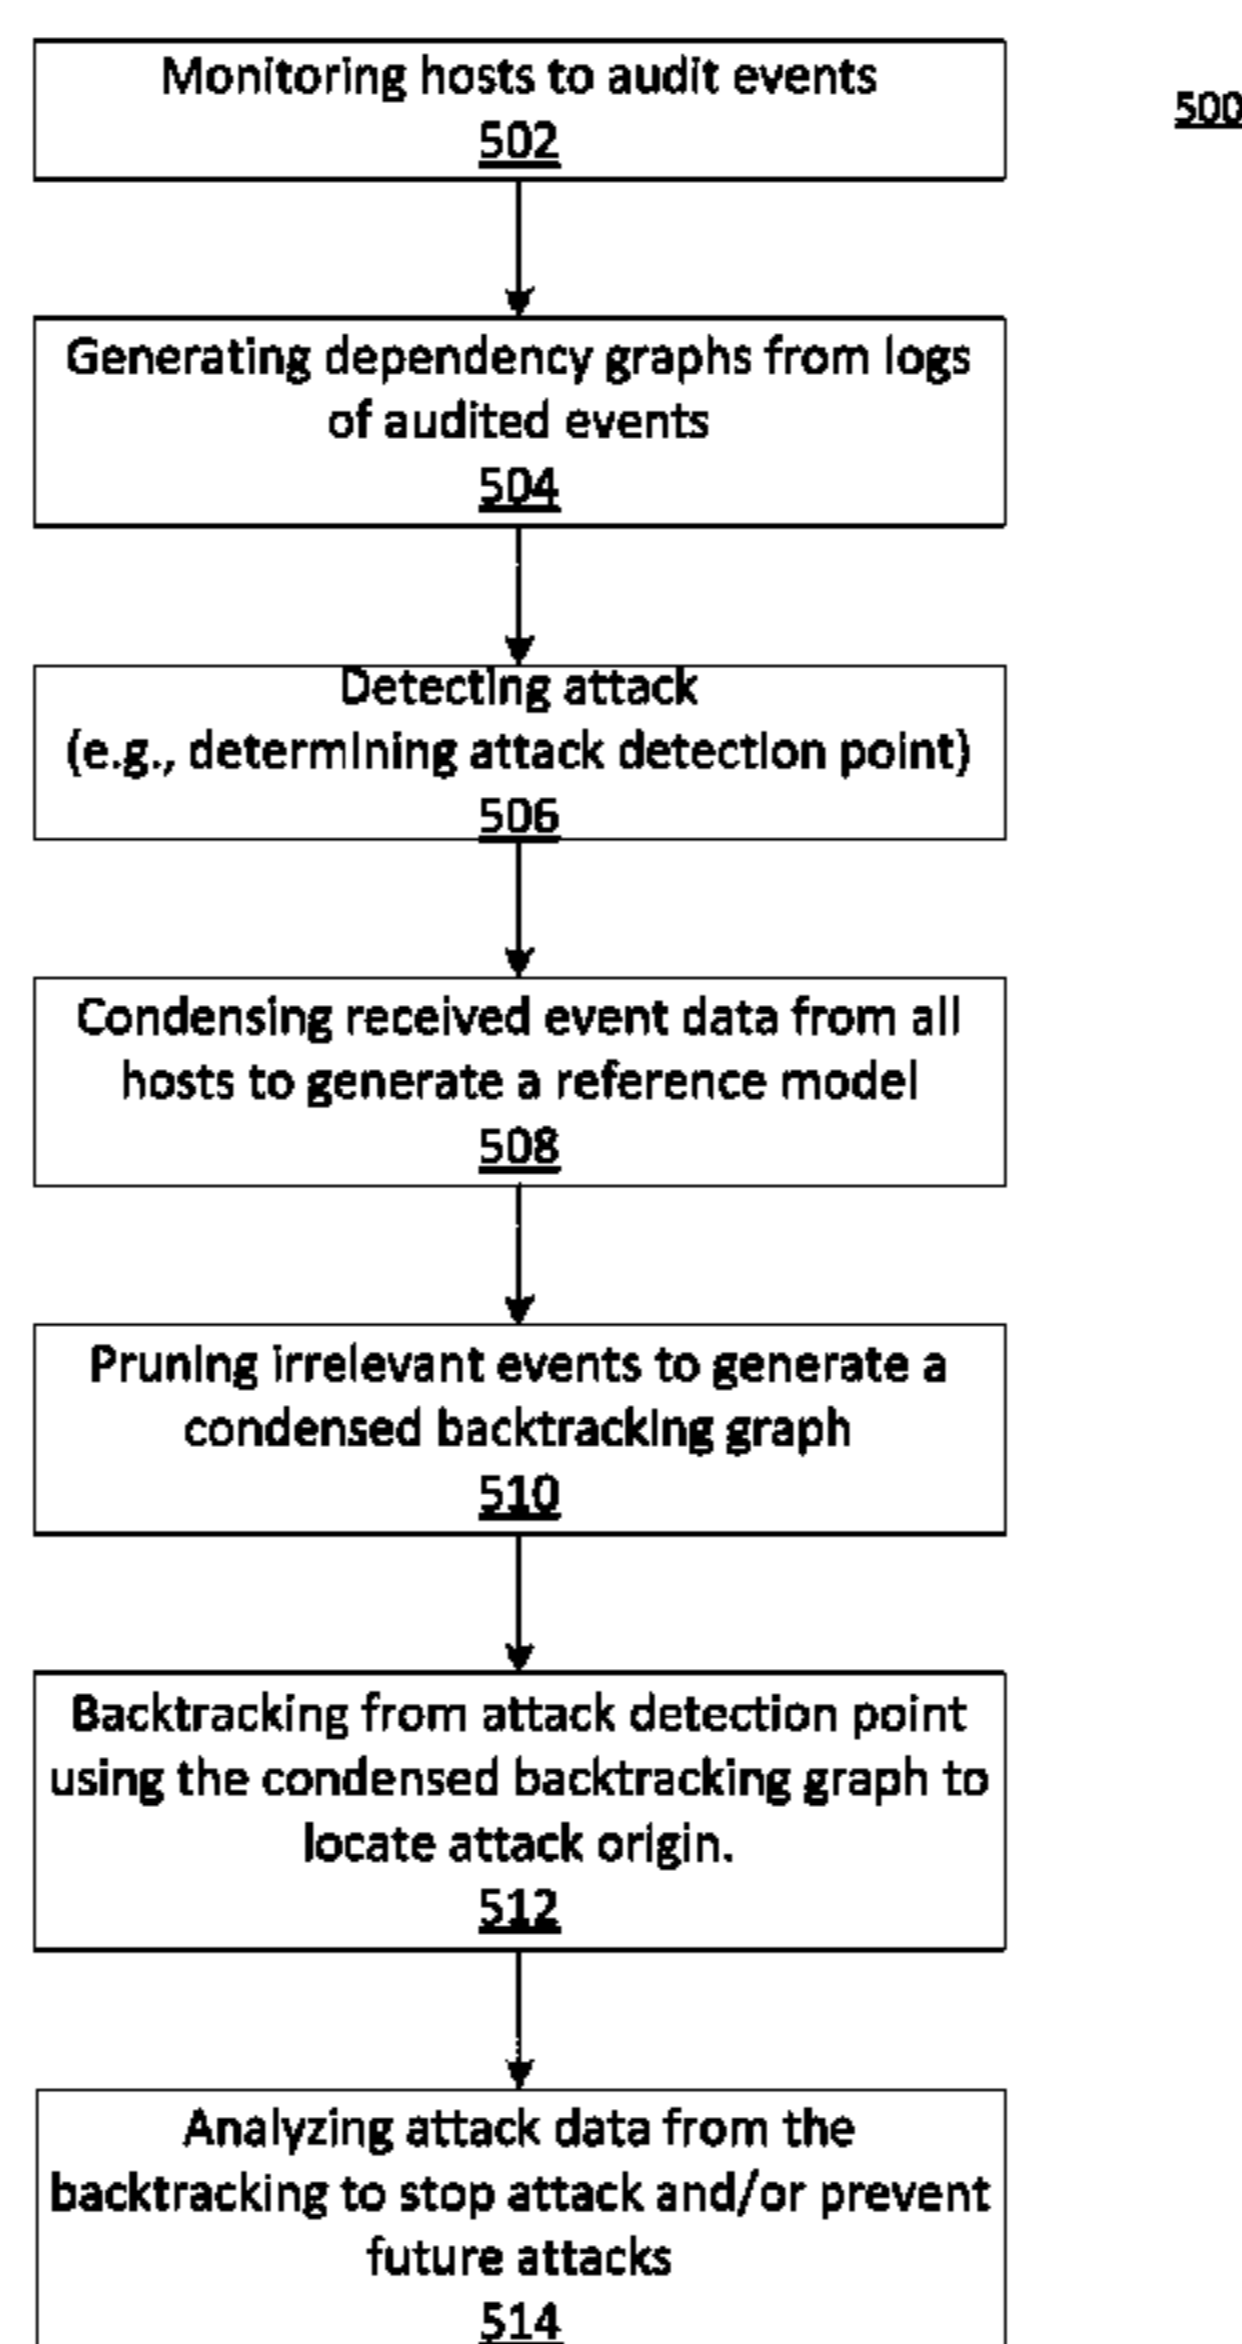 Monitoring hosts to audit events
502
500
Generating dependency graphs from logs
of audited events
504
Detecting attack
(e.g., determining attack detection point)
506
Condensing received event data from all
hosts to generate a reference model
508
Pruning irrelevant events to generate a
condensed backtracking graph
510
Backtracking from attack detection point
using the condensed backtracking graph to
locate attack origin.
512
Analyzing attack data from the
backtracking to stop attack and/or prevent
future attacks
514